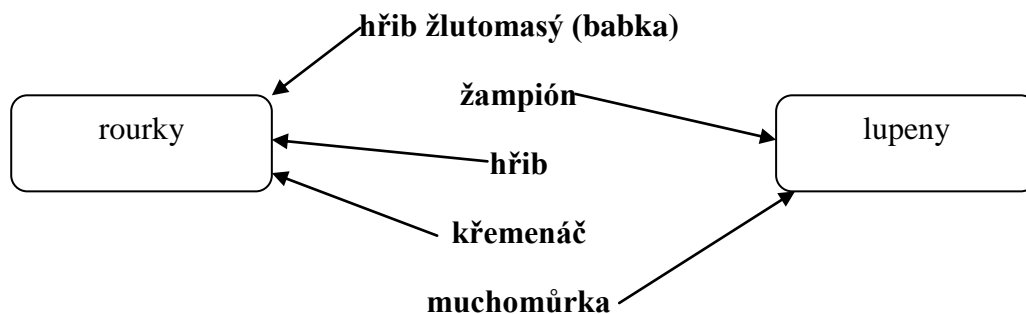 hřib žlutomasý (babka)
žampión
rourky
lupeny
hřib
křemenáč
muchomůrka